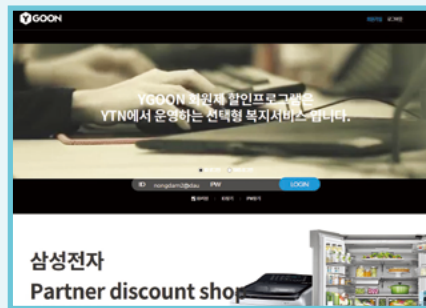 YGOON
YGOON 회원제 할인프로그램은
YTN에서 운영하는 선택형 복지서비스 입니다.
ID nongdam2@dau PW LOGIN
삼성전자
Partner discount shop